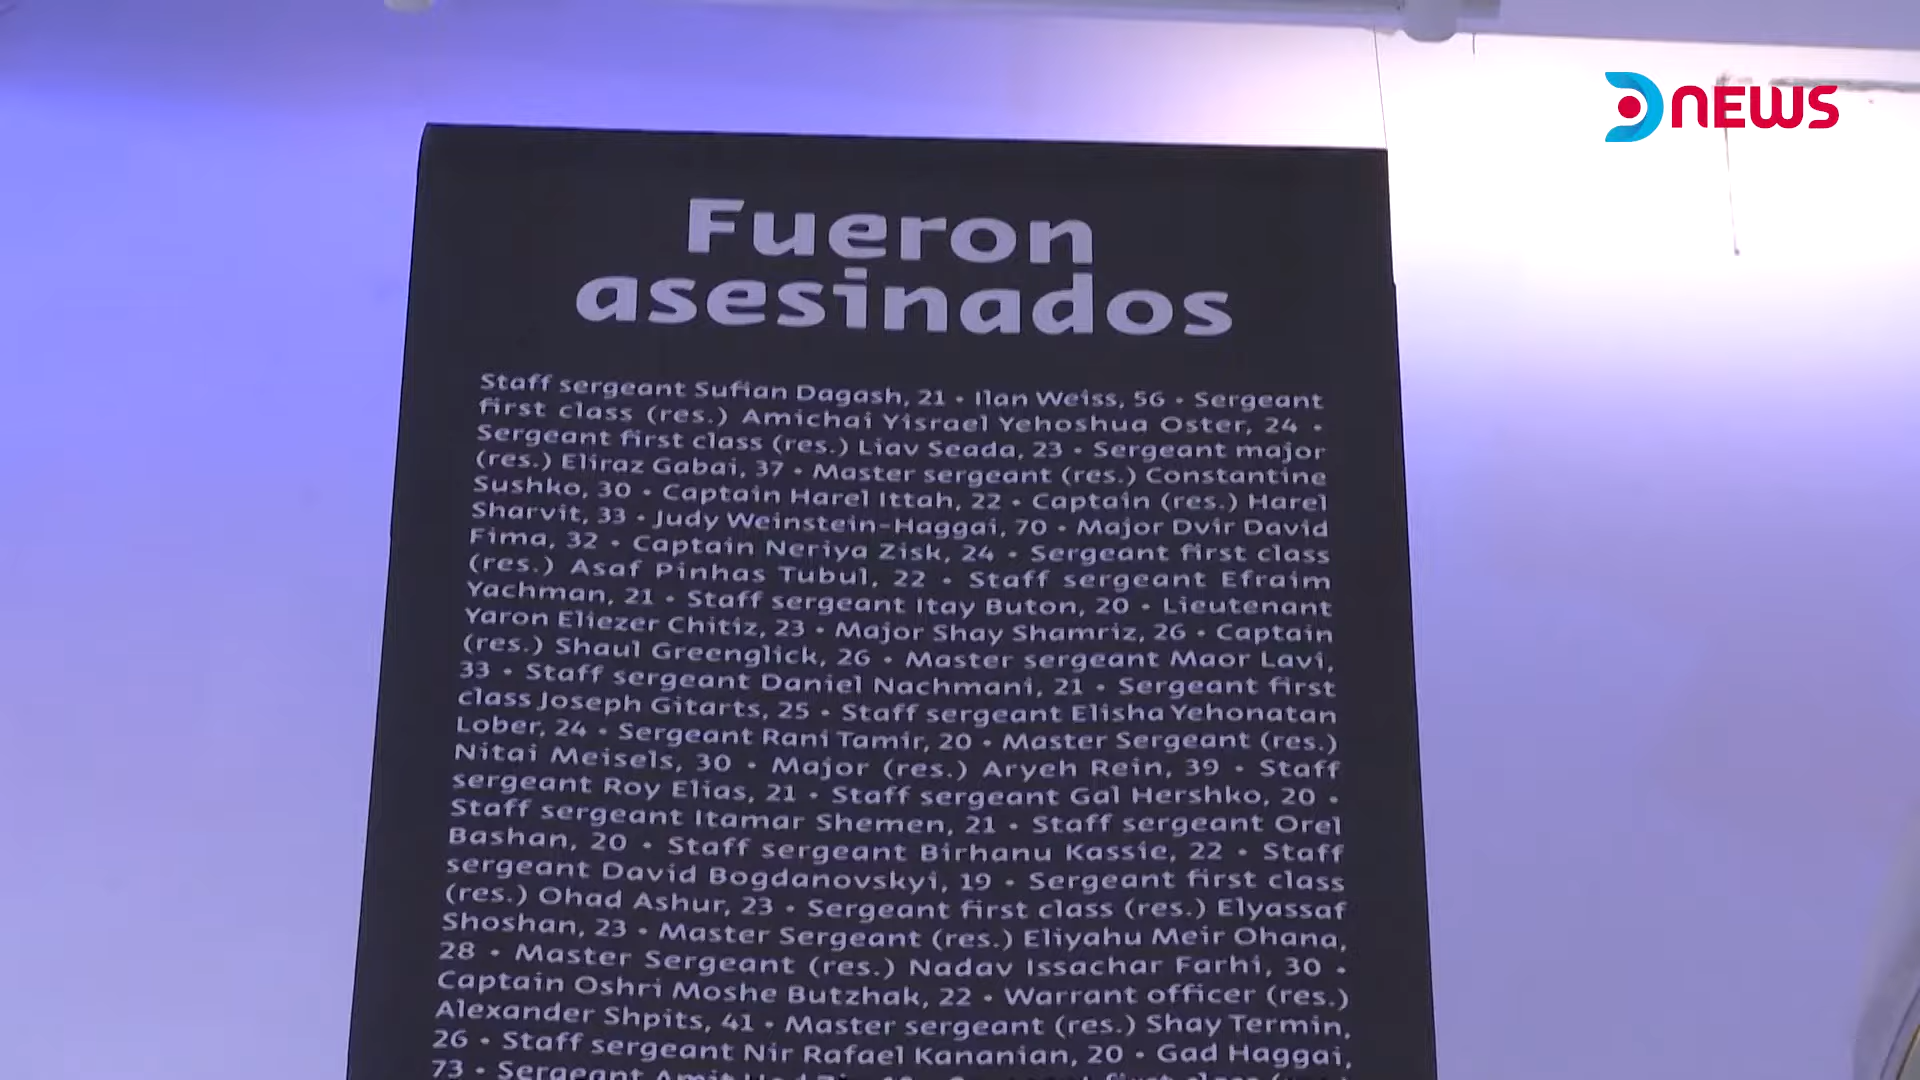 NEWS
Fueron
asesinados
Staff sergeant Sufian Dagash, 21 • Ilan Weiss, 56 • Sergeant
first class (res.) Amichai Yisrael Yehoshua Oster, 24 •
Sergeant first class (res.) Liav Seada, 23 • Sergeant major
(res.) Eliraz Gabai, 37 • Master sergeant (res.) Constantine
Sushko, 30 • Captain Harel Ittah, 22 • Captain (res.) Harel
Sharvit, 33 • Judy Weinstein-Haggai, 70 • Major Dvir David
Fima, 32 • Captain Neriya Zisk, 24 • Sergeant first class
(res.) Asaf Pinhas Tubul, 22 • Staff sergeant Efraim
Yachman, 21 • Staff sergeant Itay Buton, 20 • Lieutenant
Yaron Eliezer Chitiz, 23 • Major Shay Shamriz, 26 • Captain
(res.) Shaul Greenglick, 26 • Master sergeant Maor Lavi,
33 • Staff sergeant Daniel Nachmani, 21 • Sergeant first
class Joseph Gitarts, 25 • Staff sergeant Elisha Yehonatan
Lober, 24 • Sergeant Rani Tamir, 20 • Master Sergeant (res.)
Nitai Meisels, 30 • Major (res.) Aryeh Rein, 39 • Staff
sergeant Roy Elias, 21 • Staff sergeant Gal Hershko, 20 •
Staff sergeant Itamar Shemen, 21 • Staff sergeant Orel
Bashan, 20 • Staff sergeant Birhanu Kassie, 22 • Staff
sergeant David Bogdanovskyi, 19 • Sergeant first class
(res.) Ohad Ashur, 23 • Sergeant first class (res.) Elyassaf
Shoshan, 23 • Master Sergeant (res.) Eliyahu Meir Ohana,
28 • Master Sergeant (res.) Nadav Issachar Farhi, 30 •
Captain Oshri Moshe Butzhak, 22 • Warrant officer (res.)
Alexander Shpits, 41 • Master sergeant (res.) Shay Termin,
26 • Staff sergeant Nir Rafael Kananian, 20 • Gad Haggai,
73 • Sergeant